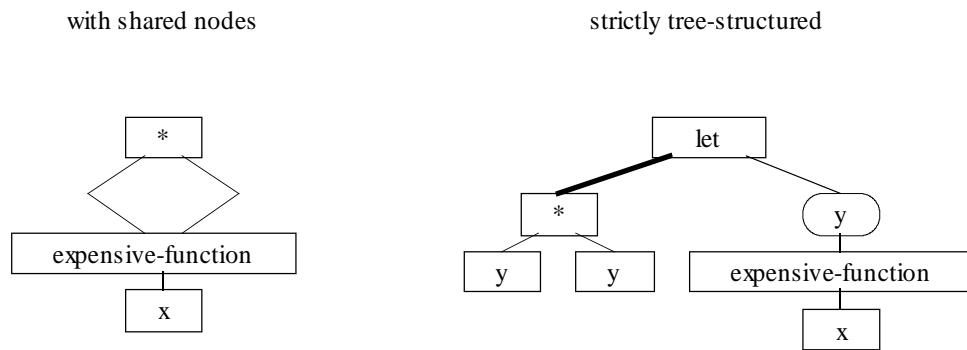 with shared nodes
strictly tree-structured
*
let
*
y
expensive-function
y
y
expensive-function
x
x